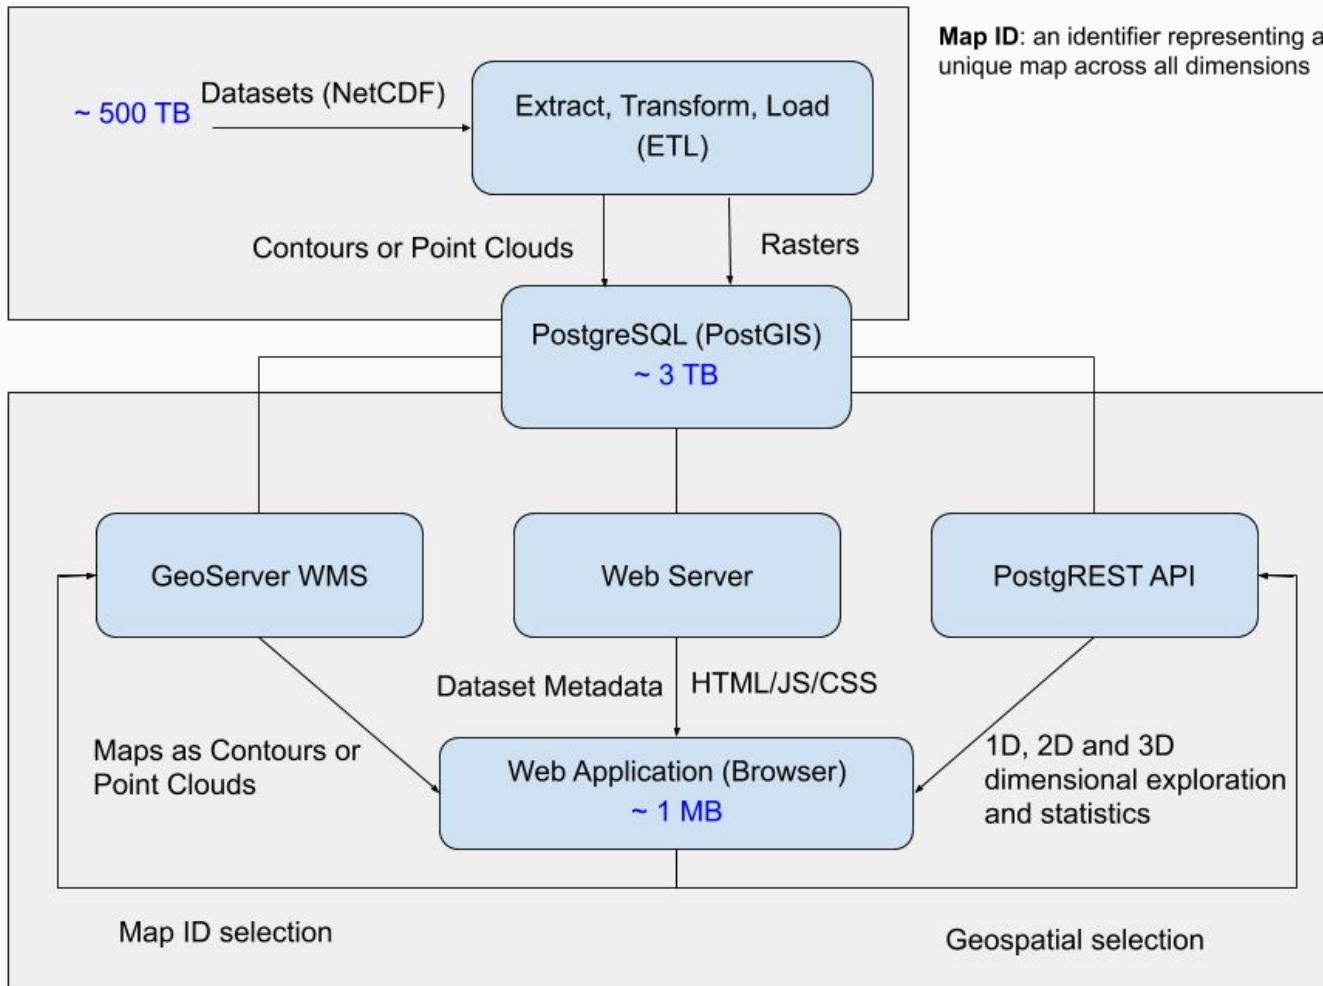 Map ID: an identifier representing a
unique map across all dimensions
~ 500 TB
Datasets (NetCDF)
Extract, Transform, Load
(ETL)
Contours or Point Clouds
Rasters
PostgreSQL (PostGIS)
~ 3 TB
GeoServer WMS
Web Server
PostgREST API
Dataset Metadata
HTML/JS/CSS
Maps as Contours or
Point Clouds
Web Application (Browser)
~ 1 MB
1D, 2D and 3D
dimensional exploration
and statistics
Map ID selection
Geospatial selection